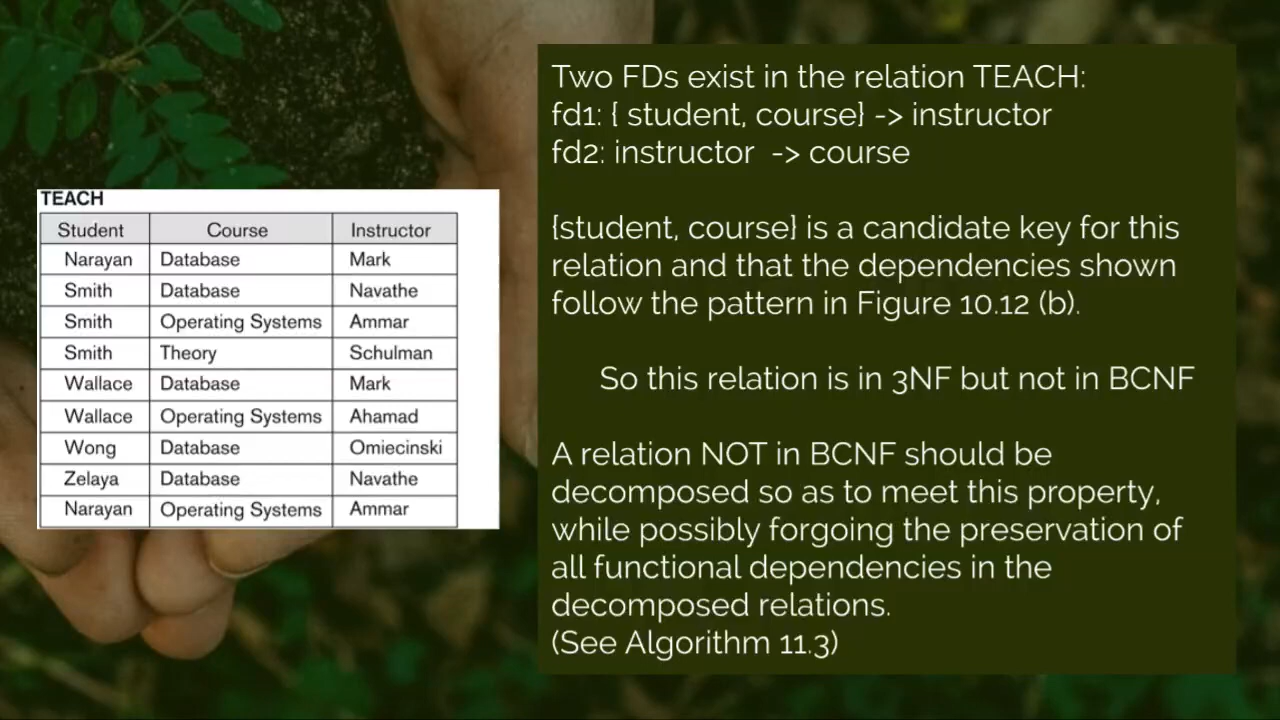 TEACH
Student Course Instructor
Narayan Database Mark
Smith Database Navathe
Smith Operating Systems Ammar
Smith Theory Schulman
Wallace Database Mark
Wallace Operating Systems Ahamad
Wong Database Omiecinski
Zelaya Database Navathe
Narayan Operating Systems Ammar
Two FDs exist in the relation TEACH:
fd1: { student, course} -> instructor
fd2: instructor -> course
{student, course} is a candidate key for this
relation and that the dependencies shown
follow the pattern in Figure 10.12 (b).
So this relation is in 3NF but not in BCNF
A relation NOT in BCNF should be
decomposed so as to meet this property,
while possibly forgoing the preservation of
all functional dependencies in the
decomposed relations.
(See Algorithm 11.3)